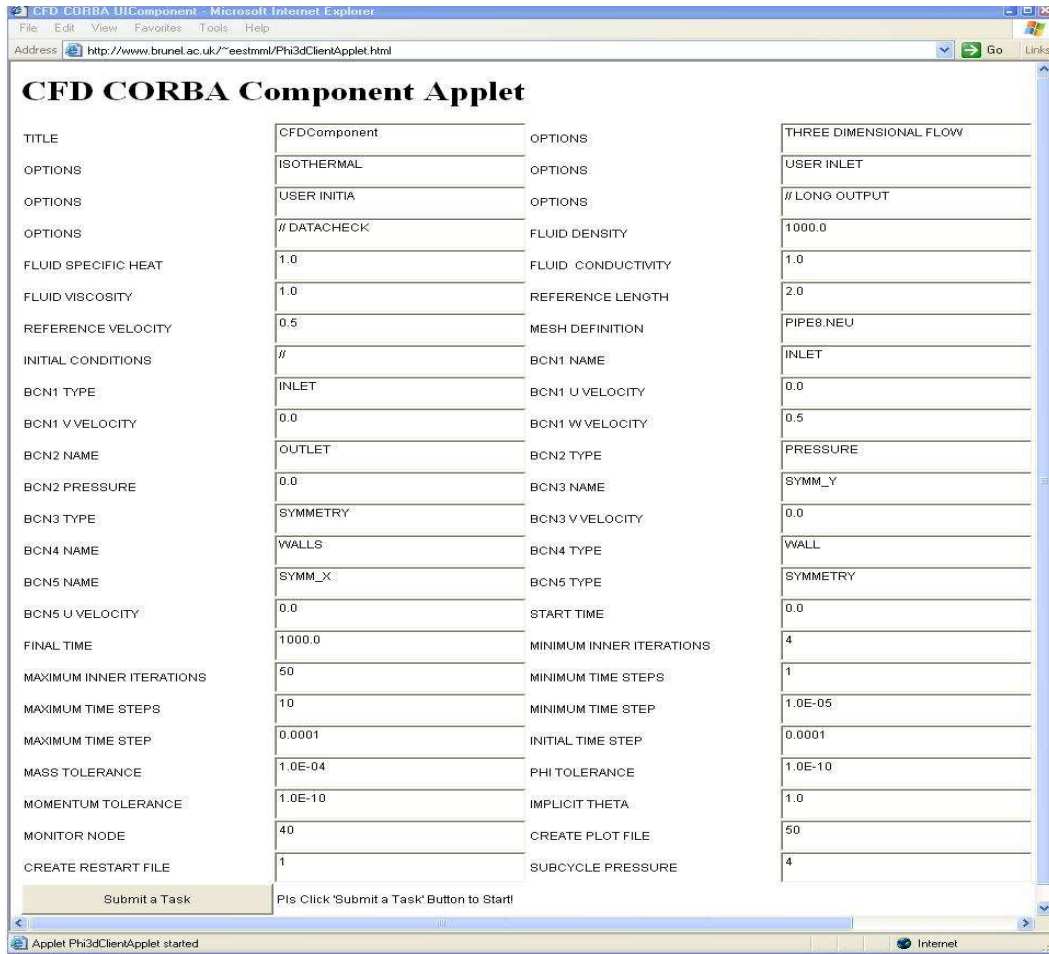 CFD CORBA UIComponent - Microsoft Internet Explorer
File Edit View Favorites Tools Help
Address http://www.brunel.ac.uk/~eestmml/Phi3dClientApplet.html Go Links
CFD CORBA Component Applet
TITLE CFDComponent OPTIONS THREE DIMENSIONAL FLOW
OPTIONS ISOTHERMAL OPTIONS USER INLET
OPTIONS USER INITIA OPTIONS // LONG OUTPUT
OPTIONS // DATACHECK FLUID DENSITY 1000.0
FLUID SPECIFIC HEAT 1.0 FLUID CONDUCTIVITY 1.0
FLUID VISCOSITY 1.0 REFERENCE LENGTH 2.0
REFERENCE VELOCITY 0.5 MESH DEFINITION PIPE8.NEU
INITIAL CONDITIONS // BCN1 NAME INLET
BCN1 TYPE INLET BCN1 U VELOCITY 0.0
BCN1 V VELOCITY 0.0 BCN1 W VELOCITY 0.5
BCN2 NAME OUTLET BCN2 TYPE PRESSURE
BCN2 PRESSURE 0.0 BCN3 NAME SYMM_Y
BCN3 TYPE SYMMETRY BCN3 V VELOCITY 0.0
BCN4 NAME WALLS BCN4 TYPE WALL
BCN5 NAME SYMM_X BCN5 TYPE SYMMETRY
BCN5 U VELOCITY 0.0 START TIME 0.0
FINAL TIME 1000.0 MINIMUM INNER ITERATIONS 4
MAXIMUM INNER ITERATIONS 50 MINIMUM TIME STEPS 1
MAXIMUM TIME STEPS 10 MINIMUM TIME STEP 1.0E-05
MAXIMUM TIME STEP 0.0001 INITIAL TIME STEP 0.0001
MASS TOLERANCE 1.0E-04 PHI TOLERANCE 1.0E-10
MOMENTUM TOLERANCE 1.0E-10 IMPLICIT THETA 1.0
MONITOR NODE 40 CREATE PLOT FILE 50
CREATE RESTART FILE 1 SUBCYCLE PRESSURE 4
Submit a Task Pls Click 'Submit a Task' Button to Start!
Applet Phi3dClientApplet started Internet